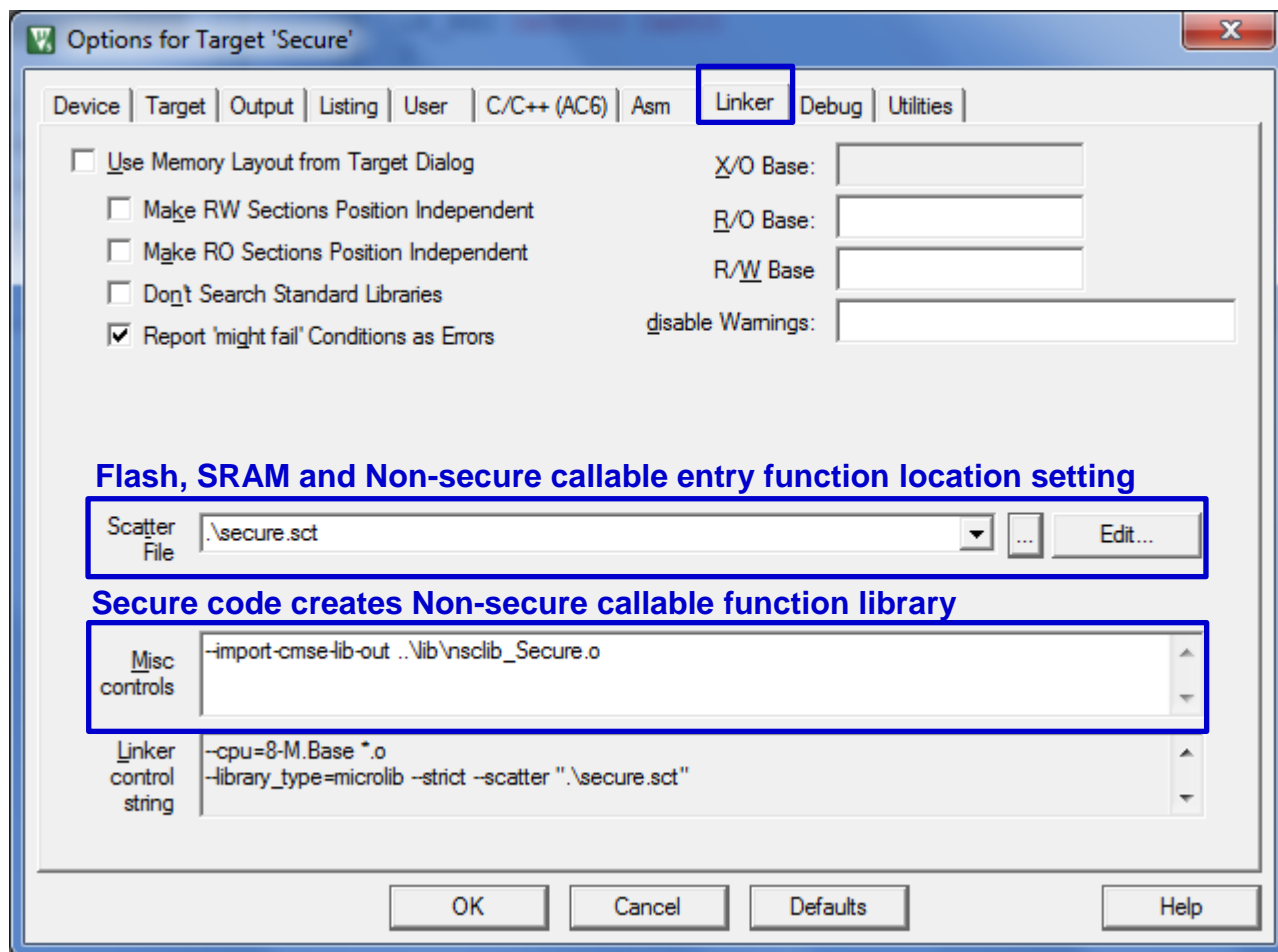 Options for Target 'Secure'
Device Target Output Listing User C/C++ (AC6) Asm Linker Debug Utilities
Use Memory Layout from Target Dialog
Make RW Sections Position Independent
Make RO Sections Position Independent
Don't Search Standard Libraries
Report 'might fail' Conditions as Errors
X/O Base:
R/O Base:
R/W Base
disable Warnings:
Flash, SRAM and Non-secure callable entry function location setting
Scatter
File
.\secure.sct
...
Edit...
Secure code creates Non-secure callable function library
Misc
controls
--import-cmse-lib-out ..\lib\nsclib_Secure.o
Linker
control
string
--cpu=8-M.Base *.o
--library_type=microlib --strict --scatter ".\secure.sct"
OK Cancel Defaults Help